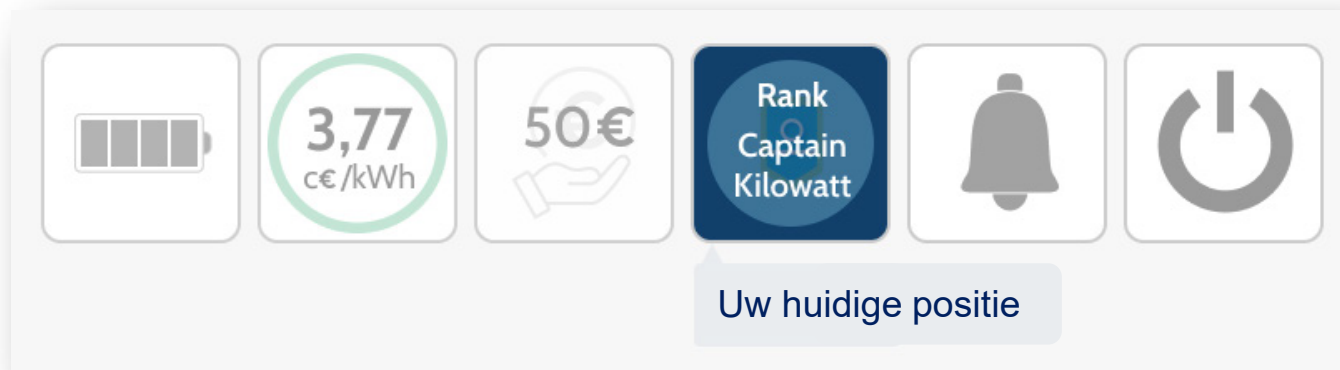 3,77
c€/kWh
50€
Rank
Captain
Kilowatt
Uw huidige positie